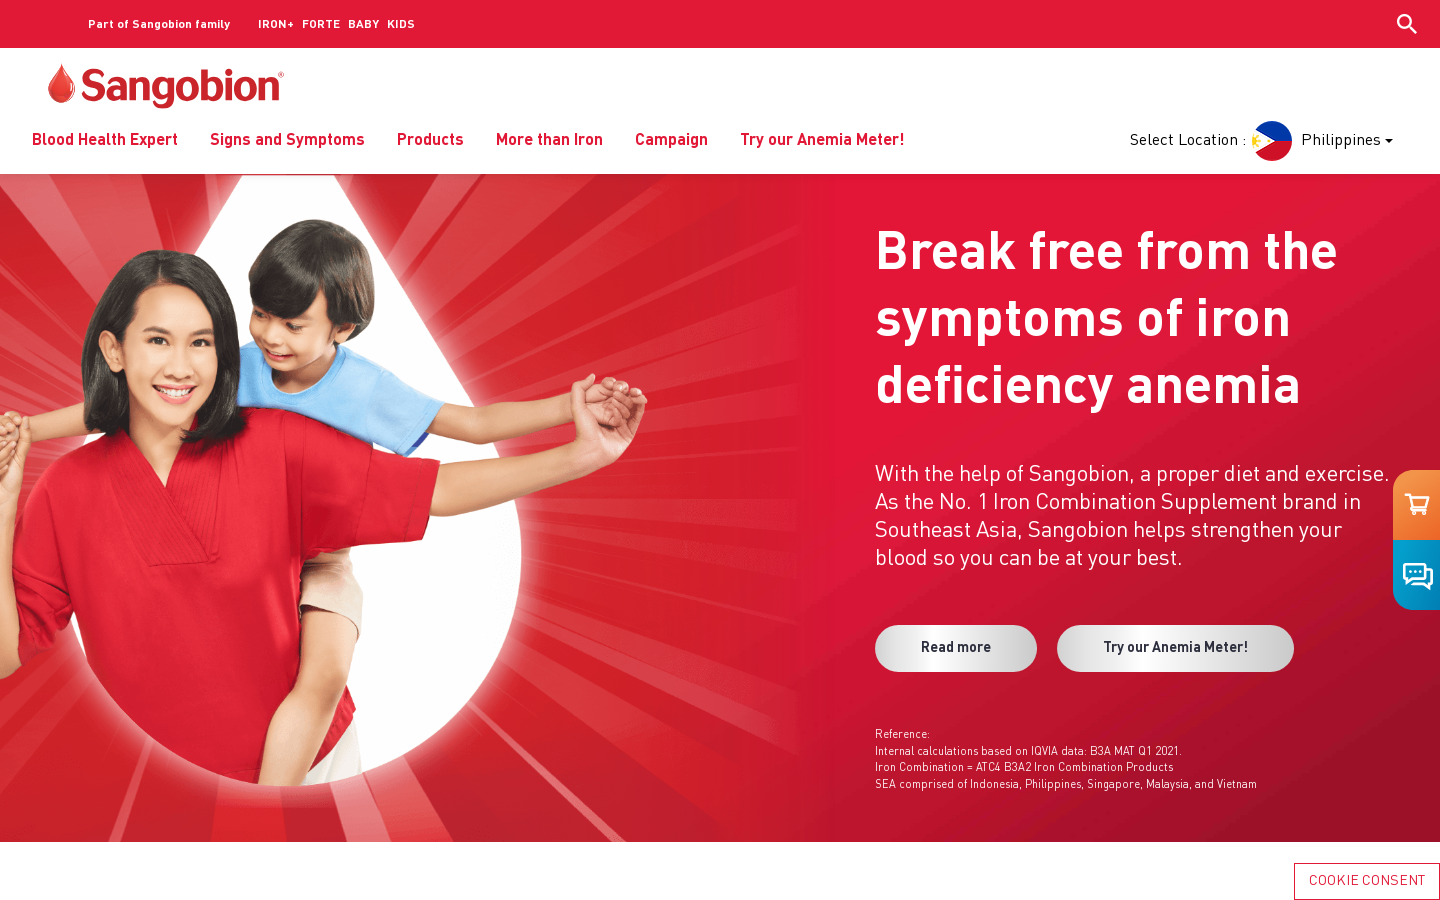 Part of Sangobion family IRON+ FORTE BABY KIDS
Sangobion®
Blood Health Expert Signs and Symptoms Products More than Iron Campaign Try our Anemia Meter! Select Location : Philippines
Break free from the
symptoms of iron
deficiency anemia
With the help of Sangobion, a proper diet and exercise.
As the No. 1 Iron Combination Supplement brand in
Southeast Asia, Sangobion helps strengthen your
blood so you can be at your best.
Read more Try our Anemia Meter!
Reference:
Internal calculations based on IQVIA data: B3A MAT Q1 2021.
Iron Combination = ATC4 B3A2 Iron Combination Products
SEA comprised of Indonesia, Philippines, Singapore, Malaysia, and Vietnam
COOKIE CONSENT